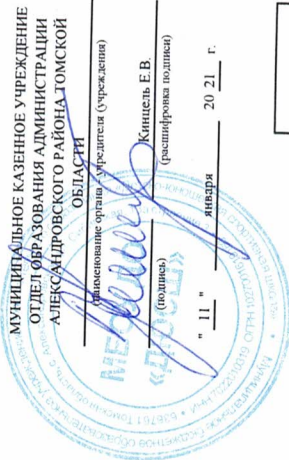 МУНИЦИПАЛЬНОЕ КАЗЕННОЕ УЧРЕЖДЕНИЕ
ОТДЕЛ ОБРАЗОВАНИЯ АДМИНИСТРАЦИИ
АЛЕКСАНДРОВСКОГО РАЙОНА ТОМСКОЙ
ОБЛАСТИ
(наименование органа - учредителя (учреждения)
Кинцель Е.В.
(подпись) (расшифровка подписи)
" 11 " января 20 21 г.
«ДЮСШ»